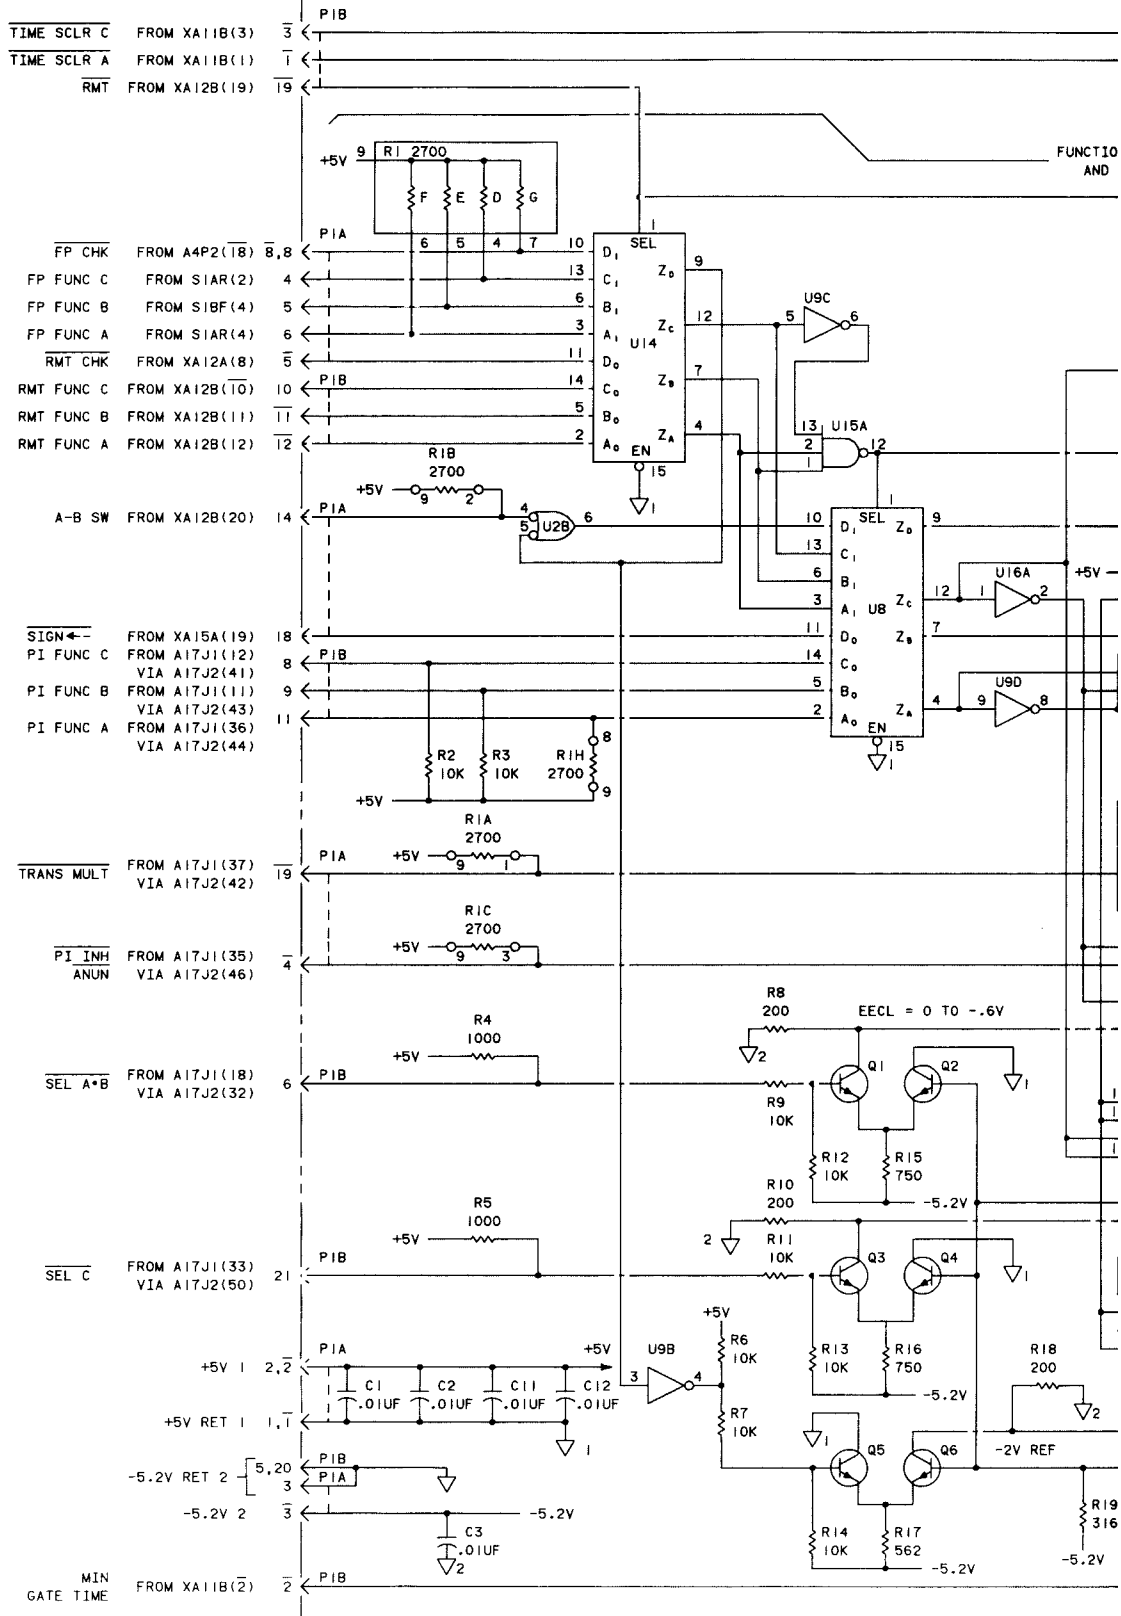 P1B
TIME SCLR C FROM XA11B(3) 3
TIME SCLR A FROM XA11B(1) 1
RMT FROM XA12B(19) 19
FUNCTIO
AND
+5V 9 R1 2700
F E D G
P1A
6 5 4 7
FP CHK FROM A4P2(18) 8,8
FP FUNC C FROM S1AR(2) 4
FP FUNC B FROM S1BF(4) 5
FP FUNC A FROM S1AR(4) 6
RMT CHK FROM XA12A(8) 5
RMT FUNC C FROM XA12B(10) 10 P1B
RMT FUNC B FROM XA12B(11) 11
RMT FUNC A FROM XA12B(12) 12
1
SEL
10 D1 ZD 9
13 C1
6 B1 ZC 12
3 A1 U14
11 D0
14 C0 ZB 7
5 B0
2 A0 ZA 4
EN
15
1
U9C
5 6
U15A
13
2 12
1
R1B
2700
+5V 9 2
A-B SW FROM XA12B(20) 14 P1A
4
5 U2B 6
1
SEL
10 D1 ZD 9
13 C1
6 B1 ZC 12
3 A1 U8
11 D0 ZB 7
14 C0
5 B0 ZA 4
2 A0
EN
15
1
U16A
1 2
+5V
U9D
9 8
SIGN←-- FROM XA15A(19) 18
PI FUNC C FROM A17J1(12) 8 P1B
VIA A17J2(41)
PI FUNC B FROM A17J1(11) 9
VIA A17J2(43)
PI FUNC A FROM A17J1(36) 11
VIA A17J2(44)
R2
10K
R3
10K
R1H
2700
8
9
+5V
R1A
2700
+5V 9 1
TRANS MULT FROM A17J1(37) 19 P1A
VIA A17J2(42)
R1C
2700
+5V 9 3
PI INH FROM A17J1(35) 4
ANUN VIA A17J2(46)
R8
200
EECL = 0 TO -.6V
2
R4
1000
+5V
SEL A•B FROM A17J1(18) 6 P1B
VIA A17J2(32)
R9
10K
Q1 Q2
1
R12
10K
R15
750
-5.2V
R10
200
2
R5
1000
+5V
R11
10K
SEL C FROM A17J1(33) 21 P1B
VIA A17J2(50)
Q3 Q4
1
R13
10K
R16
750
-5.2V
+5V
R6
10K
U9B
3 4
R7
10K
R18
200
2
-2V REF
+5V 1 2,2 P1A
+5V
C1
.01UF
C2
.01UF
C11
.01UF
C12
.01UF
+5V RET 1 1,1
1
1
Q5 Q6
-5.2V RET 2 5,20 P1B
3 P1A
-5.2V 2 3
-5.2V
C3
.01UF
2
R14
10K
R17
562
-5.2V
R19
316
-5.2V
MIN
GATE TIME FROM XA11B(2) 2 P1B